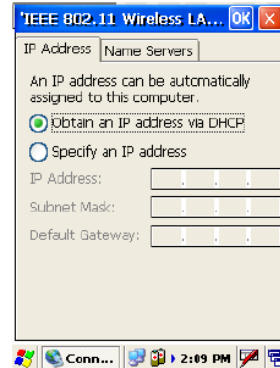 'IEEE 802.11 Wireless LA... OK X
IP Address Name Servers
An IP address can be automatically
assigned to this computer.
Obtain an IP address via DHCP
Specify an IP address
IP Address:
Subnet Mask:
Default Gateway:
Conn... 2:09 PM